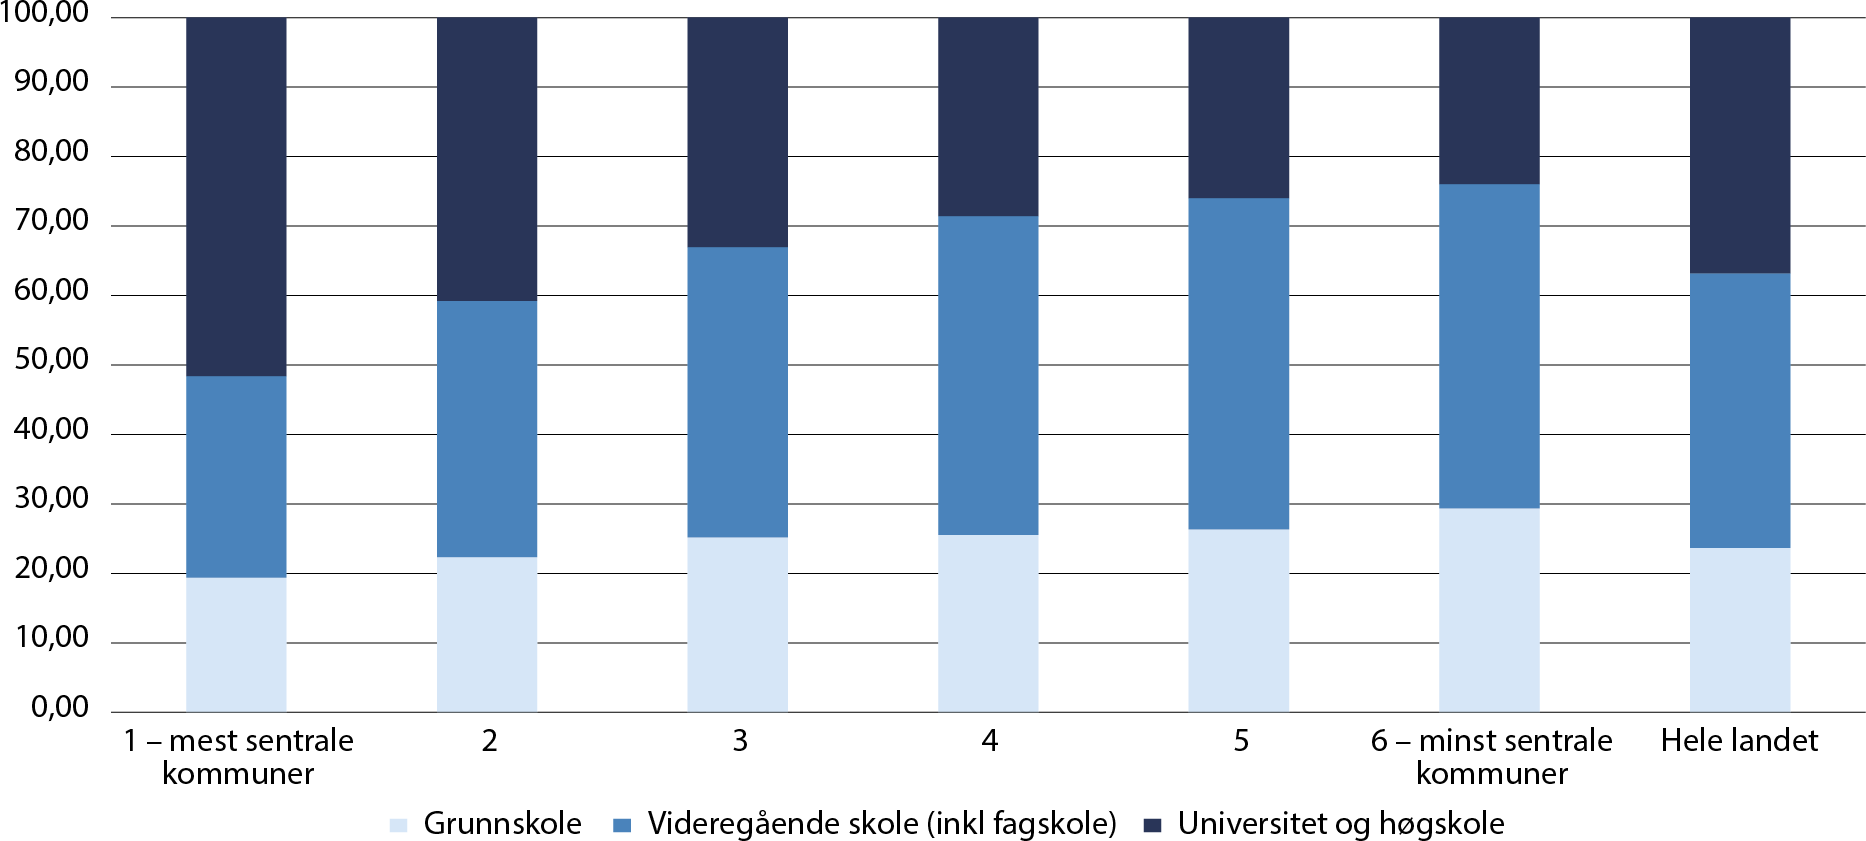 100,00
90,00
80,00
70,00
60,00
50,00
40,00
30,00
20,00
10,00
0,00
1 – mest sentrale
kommuner
2
3
4
5
6 – minst sentrale
kommuner
Hele landet
Grunnskole
Videregående skole (inkl fagskole)
Universitet og høgskole